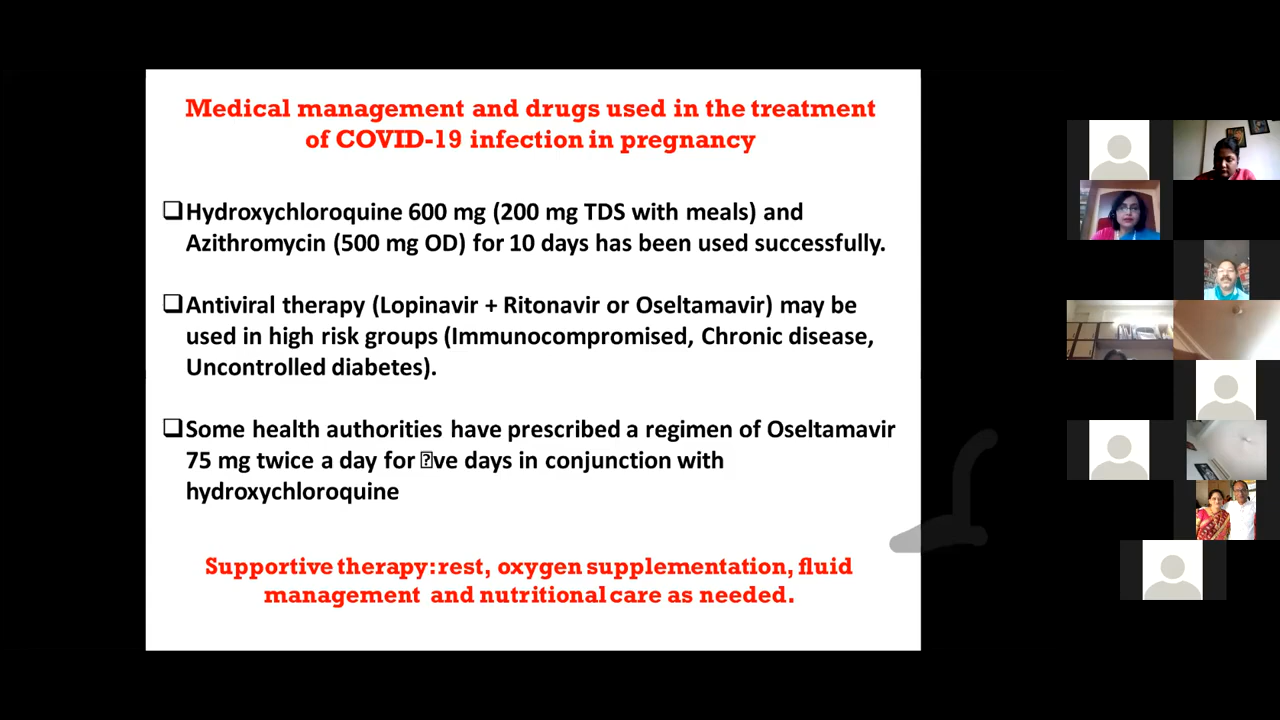 Medical management and drugs used in the treatment
of COVID-19 infection in pregnancy
❑Hydroxychloroquine 600 mg (200 mg TDS with meals) and
Azithromycin (500 mg OD) for 10 days has been used successfully.
❑Antiviral therapy (Lopinavir + Ritonavir or Oseltamavir) may be
used in high risk groups (Immunocompromised, Chronic disease,
Uncontrolled diabetes).
❑Some health authorities have prescribed a regimen of Oseltamavir
75 mg twice a day for �ve days in conjunction with
hydroxychloroquine
Supportive therapy: rest, oxygen supplementation, fluid
management and nutritional care as needed.